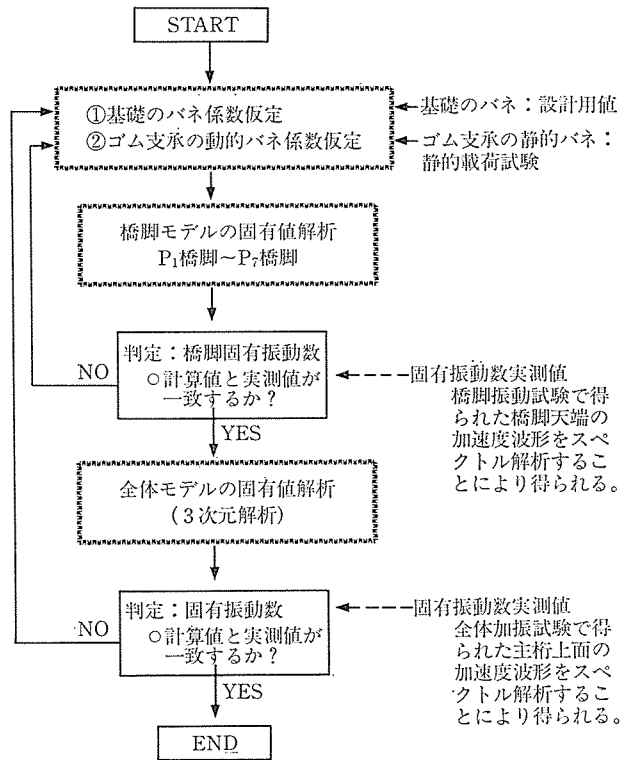 START
①基礎のバネ係数仮定
②ゴム支承の動的バネ係数仮定
基礎のバネ：設計用値
ゴム支承の静的バネ：
静的載荷試験
橋脚モデルの固有値解析
P₁橋脚～P₇橋脚
判定：橋脚固有振動数
○計算値と実測値が
一致するか？
NO
YES
固有振動数実測値
橋脚振動試験で得
られた橋脚天端の
加速度波形をスペ
クトル解析するこ
とにより得られる。
全体モデルの固有値解析
(3次元解析)
判定：固有振動数
○計算値と実測値が
一致するか？
NO
YES
固有振動数実測値
全体加振試験で得
られた主桁上面の
加速度波形をスペ
クトル解析するこ
とにより得られる。
END